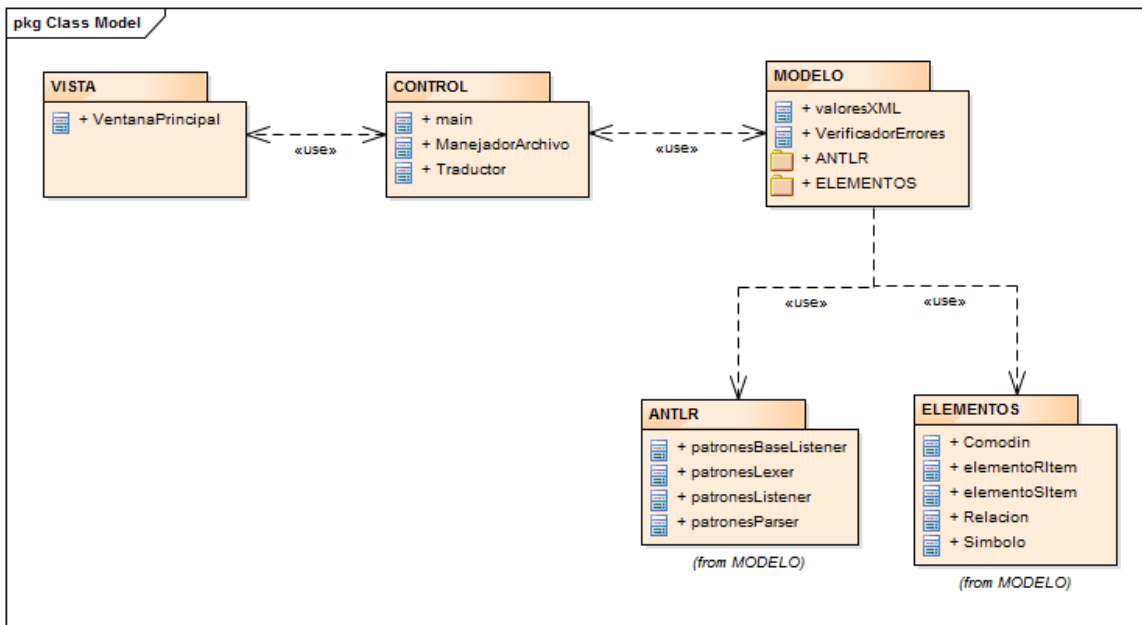 pkg Class Model
VISTA
+ VentanaPrincipal
«use»
CONTROL
+ main
+ ManejadorArchivo
+ Traductor
«use»
MODELO
+ valoresXML
+ VerificadorErrores
+ ANTLR
+ ELEMENTOS
«use»
«use»
ANTLR
+ patronesBaseListener
+ patronesLexer
+ patronesListener
+ patronesParser
(from MODELO)
ELEMENTOS
+ Comodin
+ elementoRItem
+ elementoSItem
+ Relacion
+ Simbolo
(from MODELO)